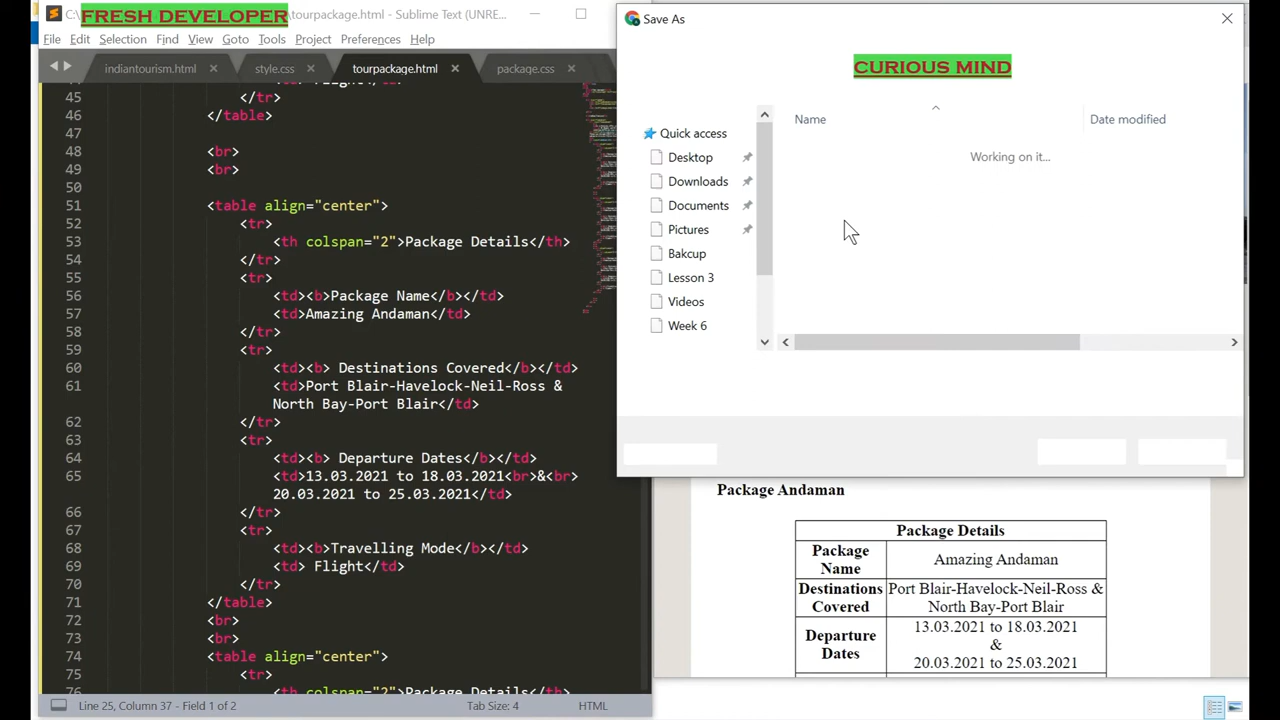 FRESH DEVELOPER
C:\ \tourpackage.html - Sublime Text (UNRE...
File Edit Selection Find View Goto Tools Project Preferences Help
indiantourism.html style.css tourpackage.html package.css
45 </tr>
46 </table>
47
48 <br>
49 <br>
50
51 <table align="center">
52 <tr>
53 <th colspan="2">Package Details</th>
54 </tr>
55 <tr>
56 <td><b>Package Name</b></td>
57 <td>Amazing Andaman</td>
58 </tr>
59 <tr>
60 <td><b> Destinations Covered</b></td>
61 <td>Port Blair-Havelock-Neil-Ross &
North Bay-Port Blair</td>
62 </tr>
63 <tr>
64 <td><b> Departure Dates</b></td>
65 <td>13.03.2021 to 18.03.2021<br>&<br>
20.03.2021 to 25.03.2021</td>
66 </tr>
67 <tr>
68 <td><b>Travelling Mode</b></td>
69 <td> Flight</td>
70 </tr>
71 </table>
72 <br>
73 <br>
74 <table align="center">
75 <tr>
76 <th colspan="2">Package Details</th>
Line 25, Column 37 - Field 1 of 2 Tab Size: 4 HTML
Save As
CURIOUS MIND
Name Date modified
Working on it...
Quick access
Desktop
Downloads
Documents
Pictures
Bakcup
Lesson 3
Videos
Week 6
Package Andaman
Package Details
Package
Name
Amazing Andaman
Destinations
Covered
Port Blair-Havelock-Neil-Ross &
North Bay-Port Blair
Departure
Dates
13.03.2021 to 18.03.2021
&
20.03.2021 to 25.03.2021